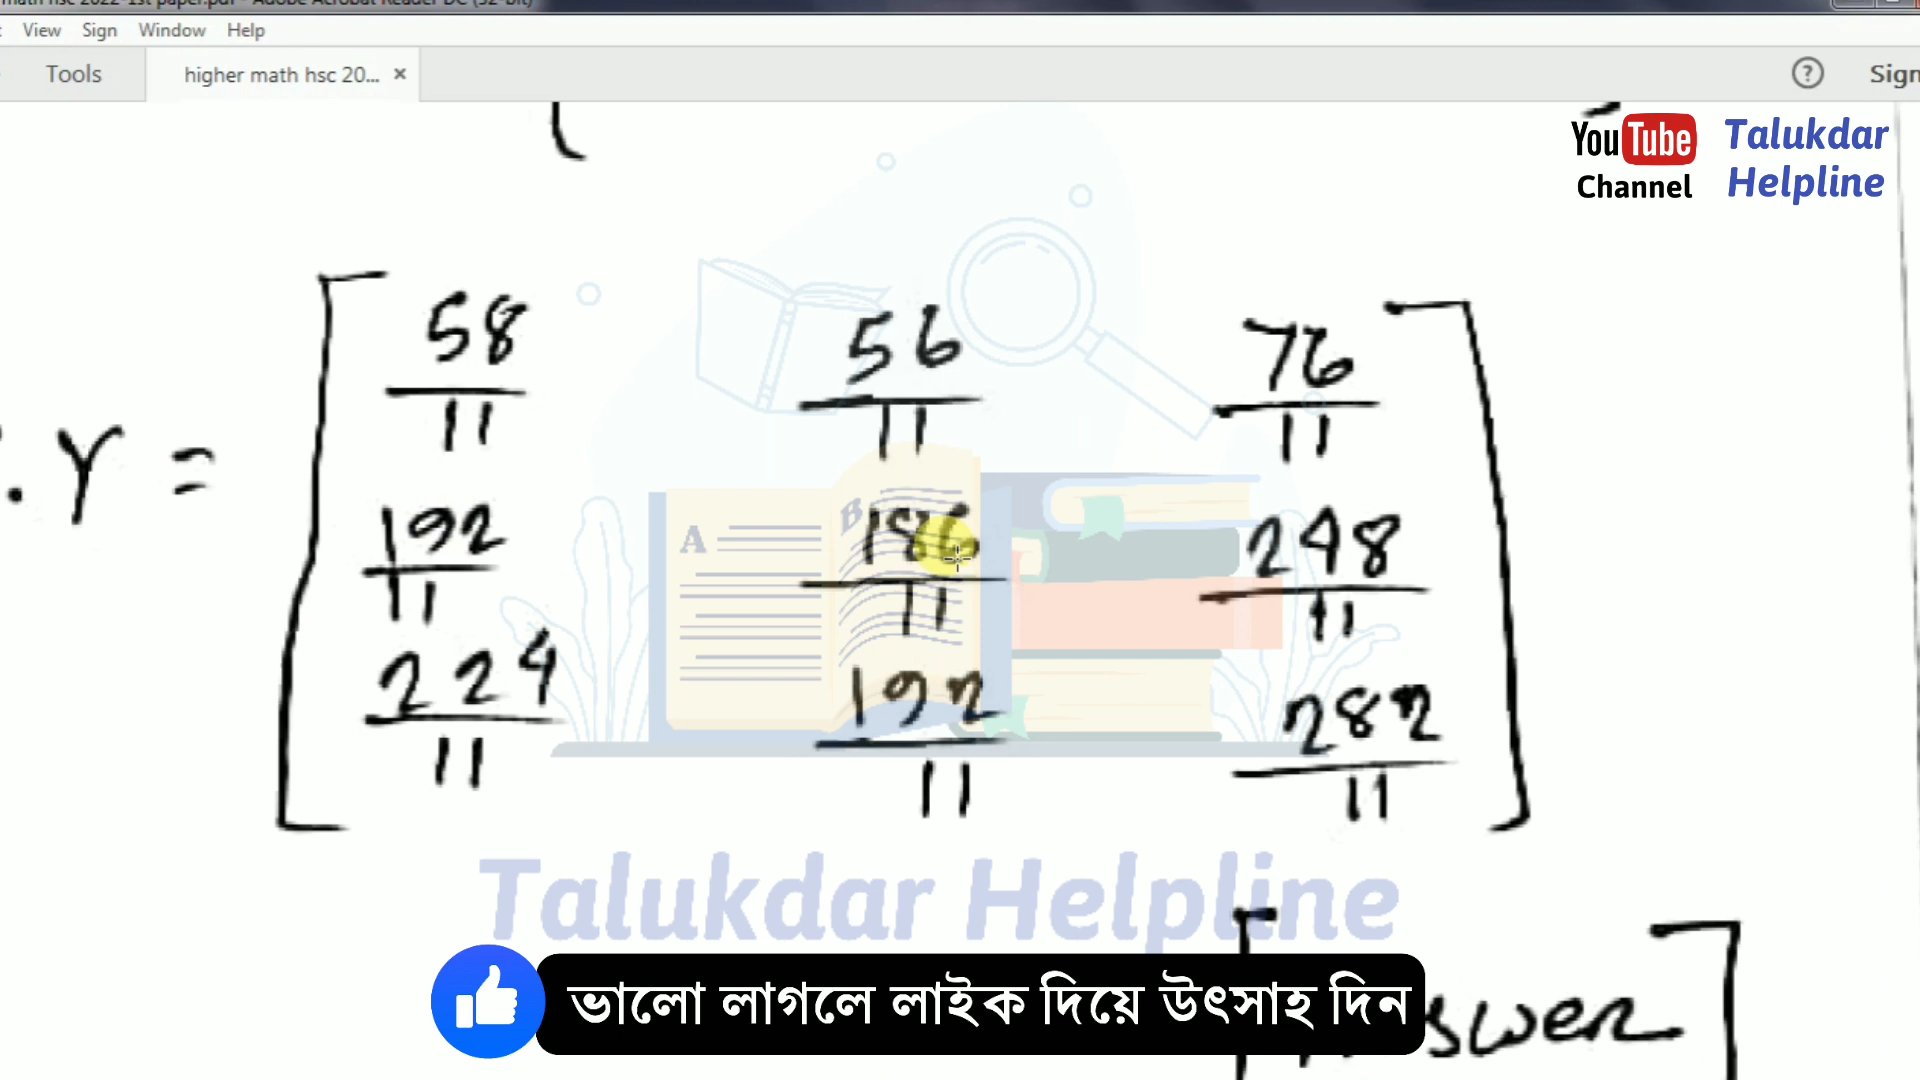 View Sign Window Help
Tools higher math hsc 20... × ? Sign
YouTube Channel
Talukdar Helpline
. Y =
58/11 56/11 76/11
192/11 186/11 248/11
224/11 192/11 282/11
A B
Talukdar Helpline
ভালো লাগলে লাইক দিয়ে উৎসাহ দিন